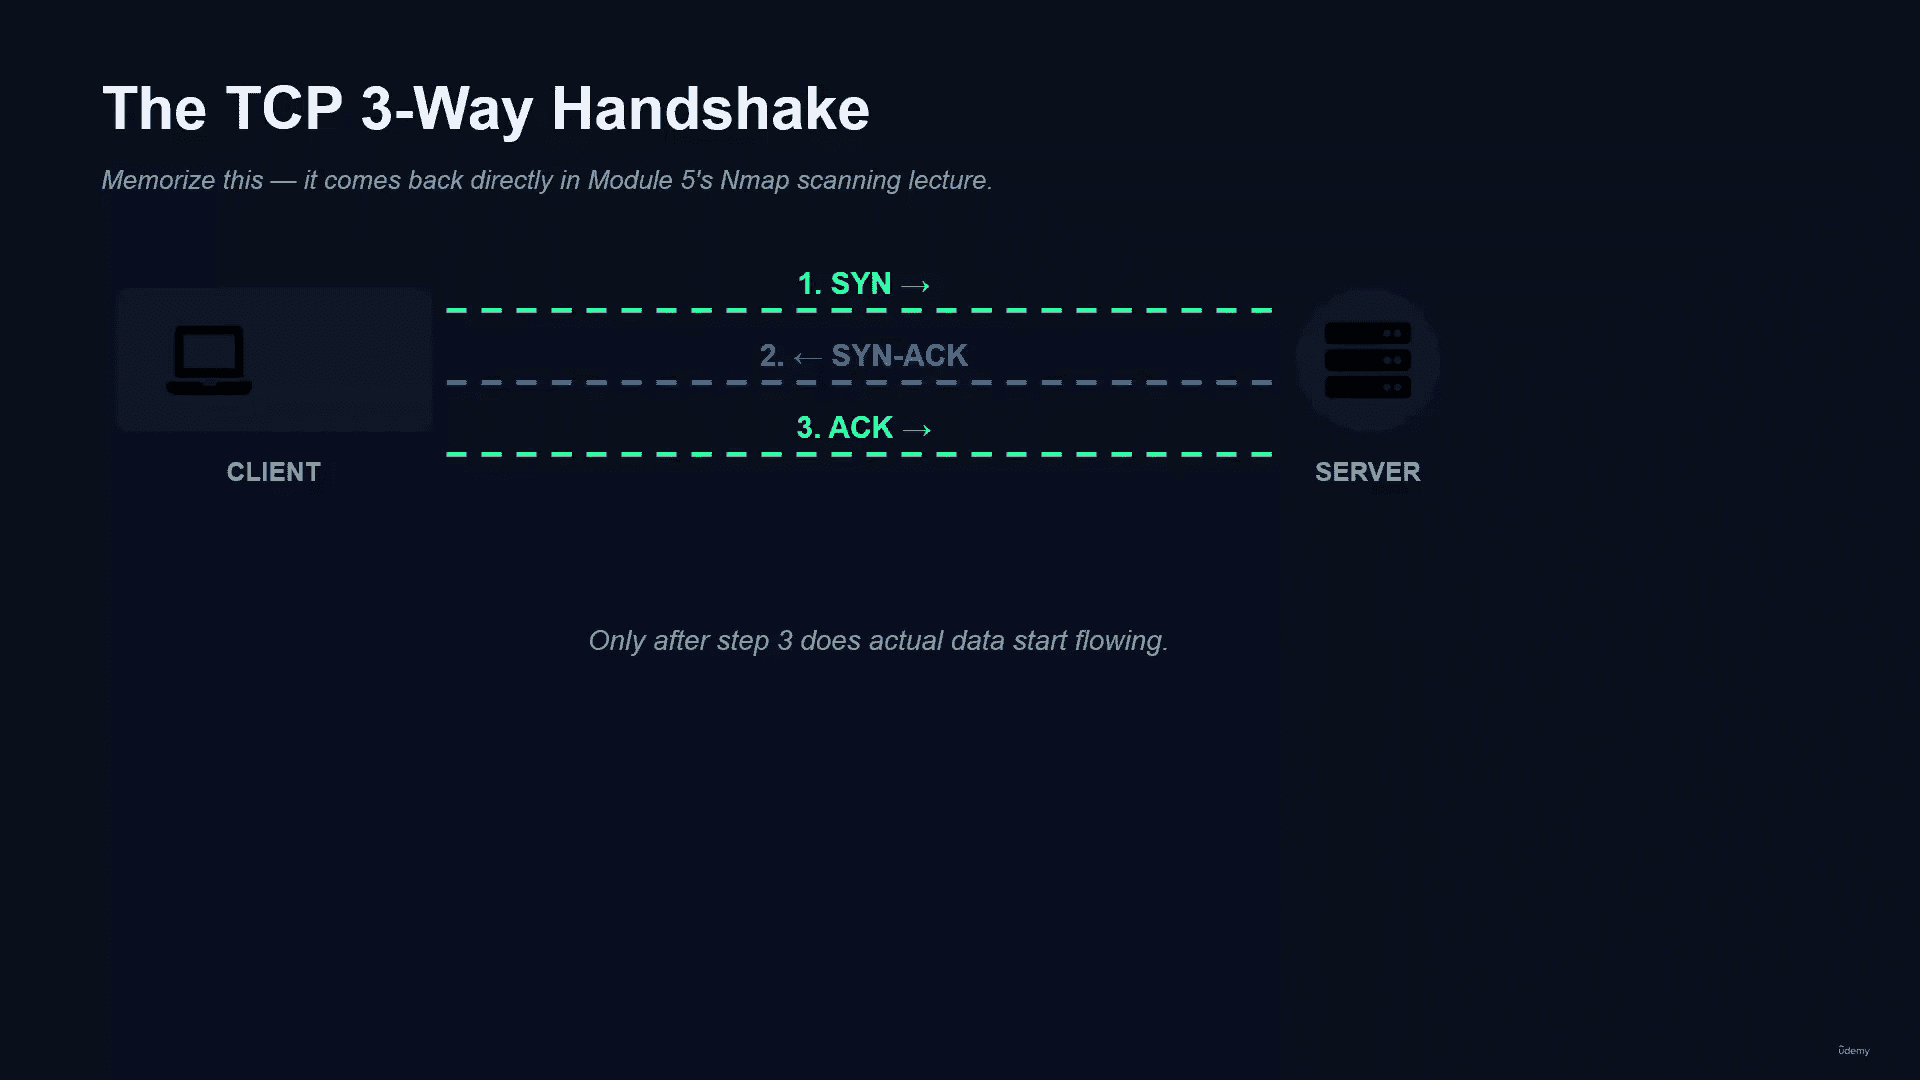 The TCP 3-Way Handshake
Memorize this — it comes back directly in Module 5's Nmap scanning lecture.
1. SYN →
2. ← SYN-ACK
3. ACK →
CLIENT
SERVER
Only after step 3 does actual data start flowing.
ûdemy